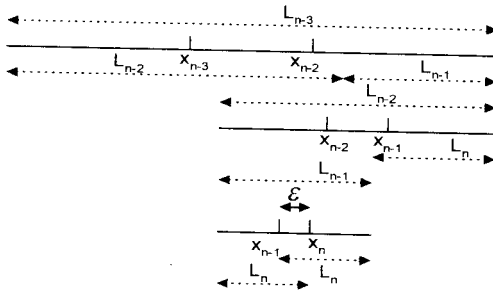 L_{n-3}
L_{n-2} x_{n-3} x_{n-2} L_{n-1}
L_{n-2}
x_{n-2} x_{n-1} L_n
L_{n-1}
ε
x_{n-1} x_n
L_n L_n